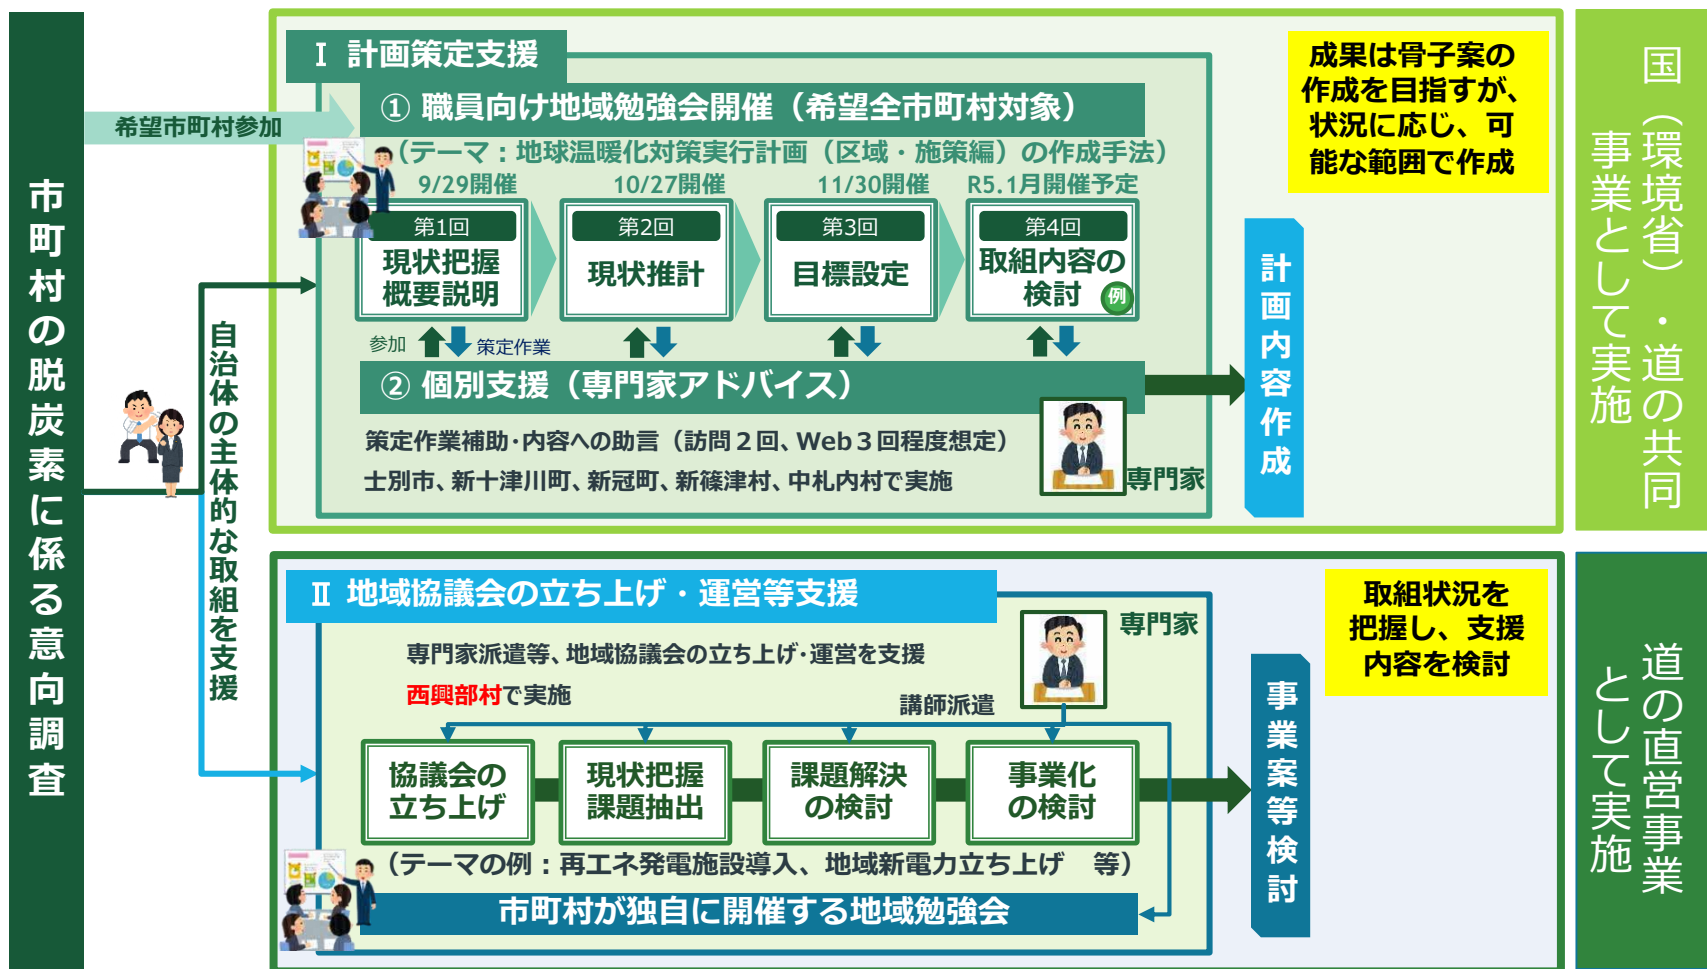 市町村の脱炭素に係る意向調査
希望市町村参加
自治体の主体的な取組を支援
Ⅰ 計画策定支援
① 職員向け地域勉強会開催（希望全市町村対象）
（テーマ：地球温暖化対策実行計画（区域・施策編）の作成手法）
9/29開催
10/27開催
11/30開催
R5.1月開催予定
第1回
現状把握
概要説明
第2回
現状推計
第3回
目標設定
第4回
取組内容の
検討
例
参加
策定作業
② 個別支援（専門家アドバイス）
策定作業補助・内容への助言（訪問２回、Web３回程度想定）
士別市、新十津川町、新冠町、新篠津村、中札内村で実施
専門家
計画内容作成
成果は骨子案の
作成を目指すが、
状況に応じ、可
能な範囲で作成
国（環境省）・道の共同
事業として実施
Ⅱ 地域協議会の立ち上げ・運営等支援
専門家派遣等、地域協議会の立ち上げ・運営を支援
西興部村で実施
専門家
講師派遣
協議会の
立ち上げ
現状把握
課題抽出
課題解決
の検討
事業化
の検討
（テーマの例：再エネ発電施設導入、地域新電力立ち上げ　等）
市町村が独自に開催する地域勉強会
事業案等検討
取組状況を
把握し、支援
内容を検討
道の直営事業
として実施